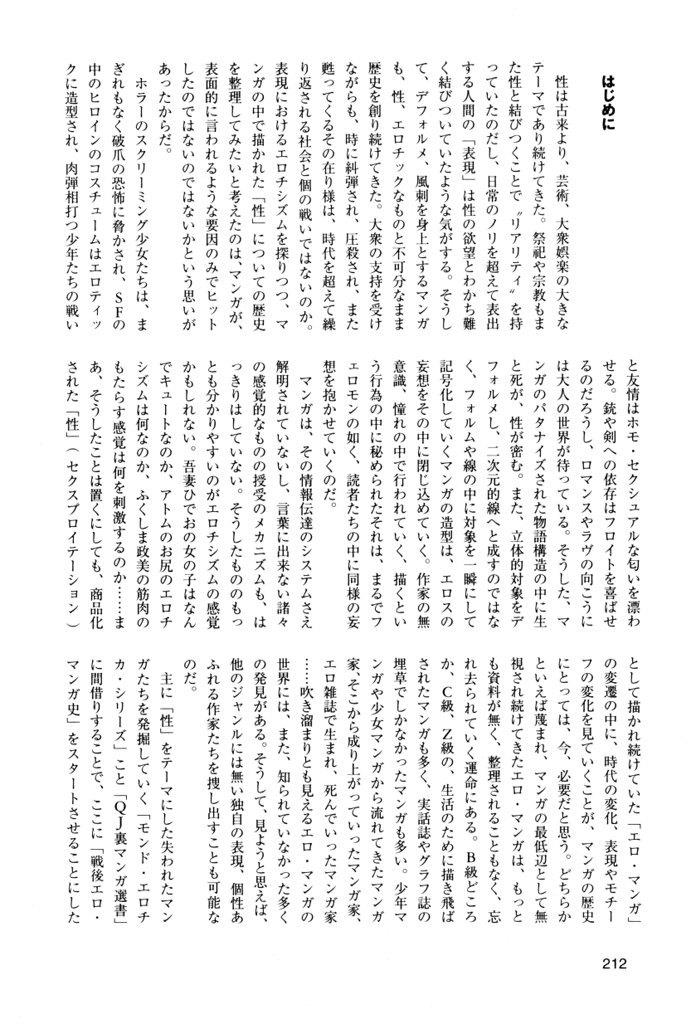 はじめに
性は古来より、芸術、大衆娯楽の大きな
テーマであり続けてきた。祭祀や宗教もま
た性と結びつくことで〝リアリティ〟を持
っていたのだし、日常のノリを超えて表出
する人間の「表現」は性の欲望とわかち難
く結びついていたような気がする。そうし
て、デフォルメ、風刺を身上とするマンガ
も、性、エロチックなものと不可分なまま
歴史を創り続けてきた。大衆の支持を受け
ながらも、時に糾弾され、圧殺され、また
甦ってくるその在り様は、時代を超えて繰
り返される社会と個の戦いではないのか。
表現におけるエロチシズムを探りつつ、マ
ンガの中で描かれた「性」についての歴史
を整理してみたいと考えたのは、マンガが、
表面的に言われるような要因のみでヒット
したのではないのではないかという思いが
あったからだ。
ホラーのスクリーミング少女たちは、ま
ぎれもなく破爪の恐怖に脅かされ、SFの
中のヒロインのコスチュームはエロティッ
クに造型され、肉弾相打つ少年たちの戦い
と友情はホモ・セクシュアルな匂いを漂わ
せる。銃や剣への依存はフロイトを喜ばせ
るのだろうし、ロマンスやラヴの向こうに
は大人の世界が待っている。そうした、マ
ンガのパタナイズされた物語構造の中に生
と死が、性が密む。また、立体的対象をデ
フォルメし、二次元的線へと成すのではな
く、フォルムや線の中に対象を一瞬にして
記号化していくマンガの造型は、エロスの
妄想をその中に閉じ込めていく。作家の無
意識、憧れの中で行われていく、描くとい
う行為の中に秘められたそれは、まるでフ
ェロモンの如く、読者たちの中に同様の妄
想を抱かせていくのだ。
マンガは、その情報伝達のシステムさえ
解明されていないし、言葉に出来ない諸々
の感覚的なものの授受のメカニズムも、は
っきりはしていない。そうしたもののもっ
とも分かりやすいのがエロチシズムの感覚
かもしれない。吾妻ひでおの女の子はなん
でキュートなのか、アトムのお尻のエロチ
シズムは何なのか、ふくしま政美の筋肉の
もたらす感覚は何を刺激するのか……ま
あ、そうしたことは置くにしても、商品化
された「性」（セクスプロイテーション）
として描かれ続けていた「エロ・マンガ」
の変遷の中に、時代の変化、表現やモチー
フの変化を見ていくことが、マンガの歴史
にとっては、今、必要だと思う。どちらか
といえば蔑まれ、マンガの最低辺として無
視され続けてきたエロ・マンガは、もっと
も資料が無く、整理されることもなく、忘
れ去られていく運命にある。B級どころ
か、C級、Z級の、生活のために描き飛ば
されたマンガも多く、実話誌やグラフ誌の
埋草でしかなかったマンガも多い。少年マ
ンガや少女マンガから流れてきたマンガ
家、そこから成り上がっていったマンガ家、
エロ雑誌で生まれ、死んでいったマンガ家
……吹き溜まりとも見えるエロ・マンガの
世界には、また、知られていなかった多く
の発見がある。そうして、見ようと思えば、
他のジャンルには無い独自の表現、個性あ
ふれる作家たちを捜し出すことも可能な
のだ。
主に「性」をテーマにした失われたマン
ガたちを発掘していく「モンド・エロチ
カ・シリーズ」こと「QJ裏マンガ選書」
に間借りすることで、ここに「戦後エロ・
マンガ史」をスタートさせることにした
212